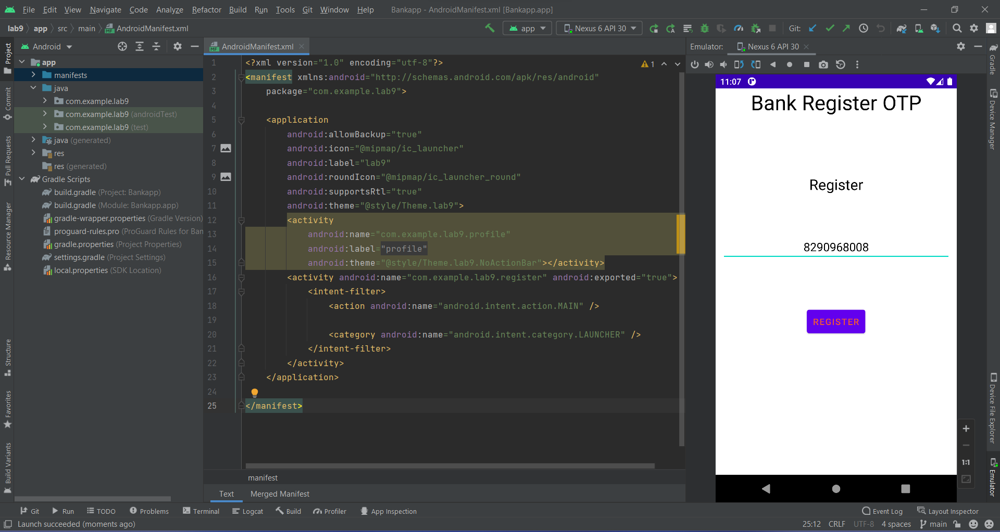 File Edit View Navigate Code Analyze Refactor Build Run Tools Git Window Help Bankapp - AndroidManifest.xml [Bankapp.app]
lab9 app src main AndroidManifest.xml app Nexus 6 API 30 Git:
Project
Commit
Pull Requests
Resource Manager
Structure
Favorites
Build Variants
Android
app
manifests
java
com.example.lab9
com.example.lab9 (androidTest)
com.example.lab9 (test)
java (generated)
res
res (generated)
Gradle Scripts
build.gradle (Project: Bankapp)
build.gradle (Module: Bankapp.app)
gradle-wrapper.properties (Gradle Version)
proguard-rules.pro (ProGuard Rules for Ban
gradle.properties (Project Properties)
settings.gradle (Project Settings)
local.properties (SDK Location)
MF AndroidManifest.xml
1
1 <?xml version="1.0" encoding="utf-8"?>
2 <manifest xmlns:android="http://schemas.android.com/apk/res/android"
3 package="com.example.lab9">
4
5 <application
6 android:allowBackup="true"
7 android:icon="@mipmap/ic_launcher"
8 android:label="lab9"
9 android:roundIcon="@mipmap/ic_launcher_round"
10 android:supportsRtl="true"
11 android:theme="@style/Theme.lab9">
12 <activity
13 android:name="com.example.lab9.profile"
14 android:label="profile"
15 android:theme="@style/Theme.lab9.NoActionBar"></activity>
16 <activity android:name="com.example.lab9.register" android:exported="true">
17 <intent-filter>
18 <action android:name="android.intent.action.MAIN" />
19
20 <category android:name="android.intent.category.LAUNCHER" />
21 </intent-filter>
22 </activity>
23 </application>
24
25 </manifest>
manifest
Text Merged Manifest
Emulator: Nexus 6 API 30
11:07
Bank Register OTP
Register
8290968008
REGISTER
1:1
Gradle
Device Manager
Device File Explorer
Emulator
Git Run TODO Problems Terminal Logcat Build Profiler App Inspection Event Log Layout Inspector
Launch succeeded (moments ago) 25:12 CRLF UTF-8 4 spaces main